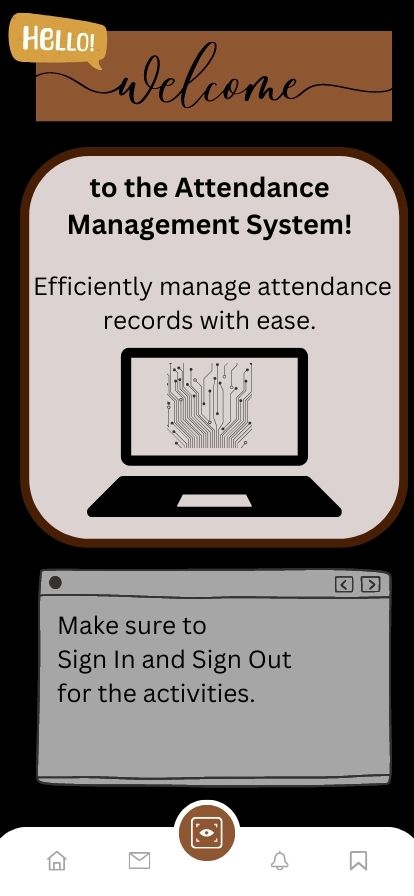 HELLO!
welcome
to the Attendance
Management System!
Efficiently manage attendance
records with ease.
Make sure to
Sign In and Sign Out
for the activities.